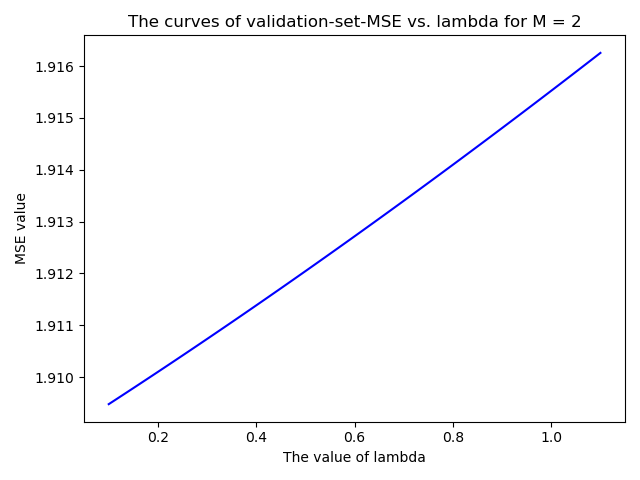 The curves of validation-set-MSE vs. lambda for M = 2
1.916
1.915
1.914
1.913
1.912
1.911
1.910
MSE value
0.2 0.4 0.6 0.8 1.0
The value of lambda